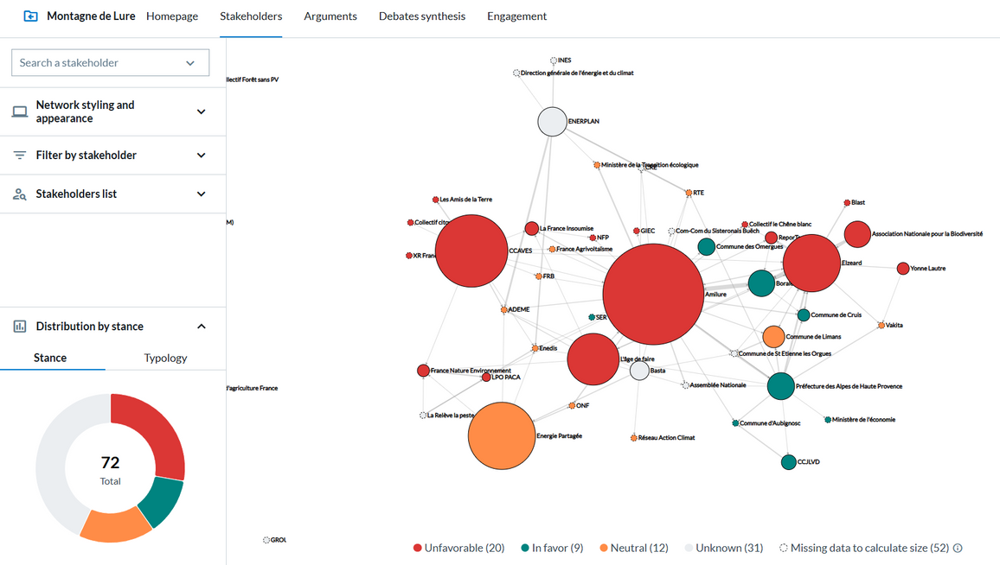 Montagne de Lure Homepage Stakeholders Arguments Debates synthesis Engagement
Search a stakeholder
Network styling and
appearance
Filter by stakeholder
Stakeholders list
Distribution by stance
Stance Typology
72
Total
llectif Forêt sans PV
M)
l'agriculture France
GROU
INES
Direction générale de l'énergie et du climat
ENERPLAN
Ministère de la Transition écologique
CRE
RTE
Les Amis de la Terre
Blast
Collectif cito
La France Insoumise
GIEC
Com-Com du Sisteronais Buëch
Collectif le Chêne blanc
Association Nationale pour la Biodiversité
NFP
Repor
CCAVES
France Agrivoltaïsme
Commune des Omergues
XR Fran
Elzeard
Yonne Lautre
FRB
Boral
Amilure
ADEME
SER
Commune de Cruis
Vakita
Commune de Limans
Enedis
Commune de St Etienne les Orgues
L'âge de faire
France Nature Environnement
Basta
LPO PACA
Assemblée Nationale
Préfecture des Alpes de Haute Provence
ONF
La Relève la peste
Commune d'Aubignosc
Ministère de l'économie
Energie Partagée
Réseau Action Climat
CCJLVD
Unfavorable (20) In favor (9) Neutral (12) Unknown (31) Missing data to calculate size (52)